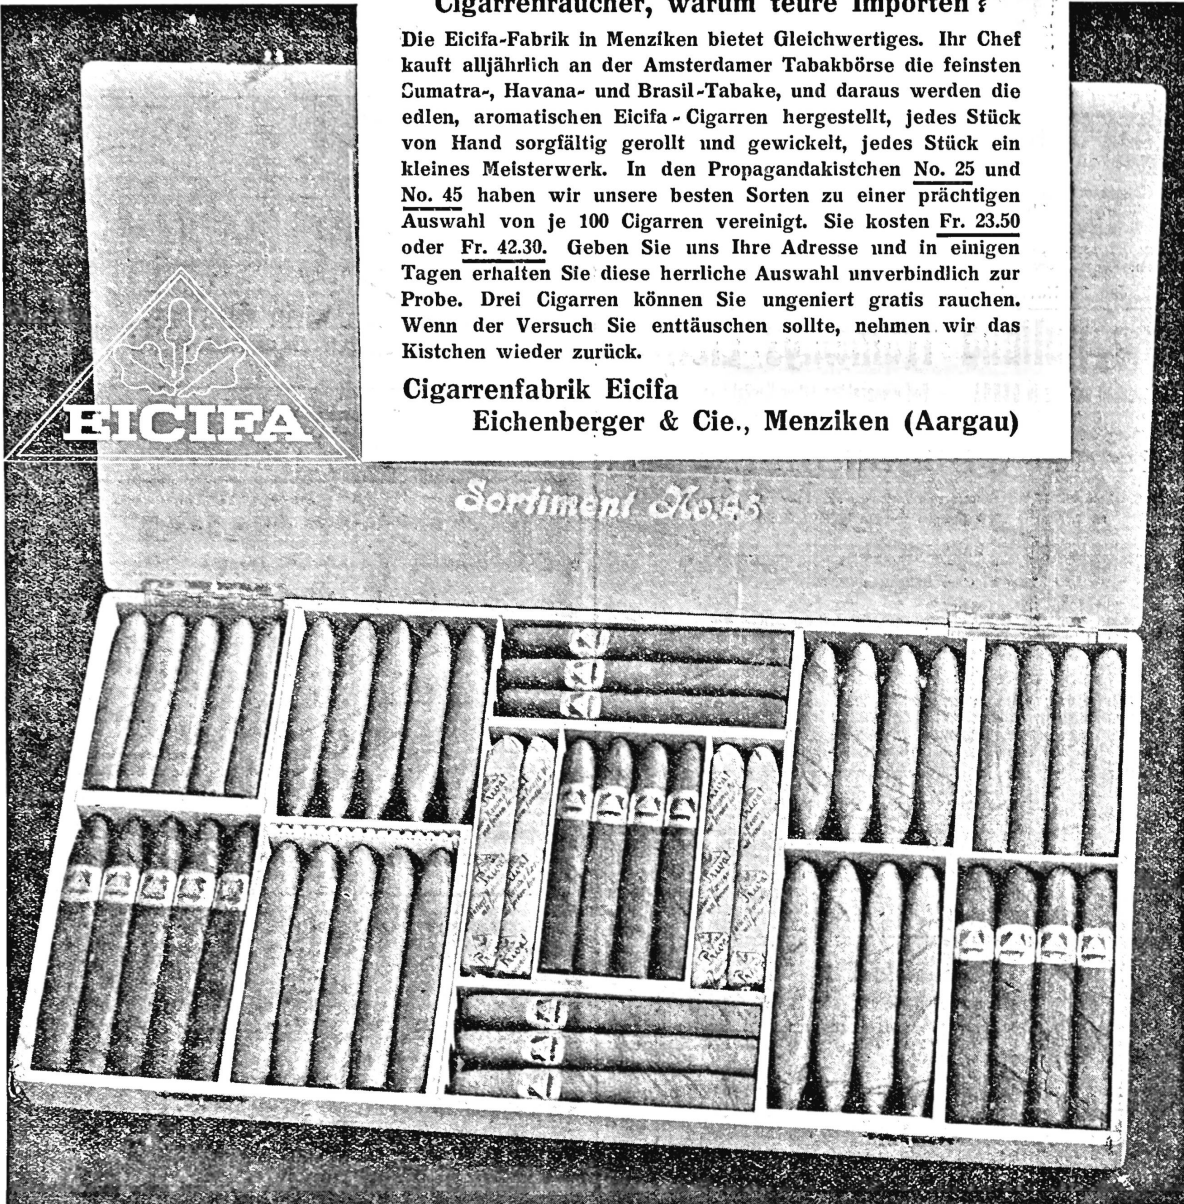 Cigarrenraucher, warum teure Importen?
Die Eicifa-Fabrik in Menziken bietet Gleichwertiges. Ihr Chef
kauft alljährlich an der Amsterdamer Tabakbörse die feinsten
Sumatra-, Havana- und Brasil-Tabake, und daraus werden die
edlen, aromatischen Eicifa-Cigarren hergestellt, jedes Stück
von Hand sorgfältig gerollt und gewickelt, jedes Stück ein
kleines Meisterwerk. In den Propagandakistchen No. 25 und
No. 45 haben wir unsere besten Sorten zu einer prächtigen
Auswahl von je 100 Cigarren vereinigt. Sie kosten Fr. 23.50
oder Fr. 42.30. Geben Sie uns Ihre Adresse und in einigen
Tagen erhalten Sie diese herrliche Auswahl unverbindlich zur
Probe. Drei Cigarren können Sie ungeniert gratis rauchen.
Wenn der Versuch Sie enttäuschen sollte, nehmen wir das
Kistchen wieder zurück.
Cigarrenfabrik Eicifa
Eichenberger & Cie., Menziken (Aargau)
EICIFA
Sortiment No. 45
Privat
Privat
Privat
Privat